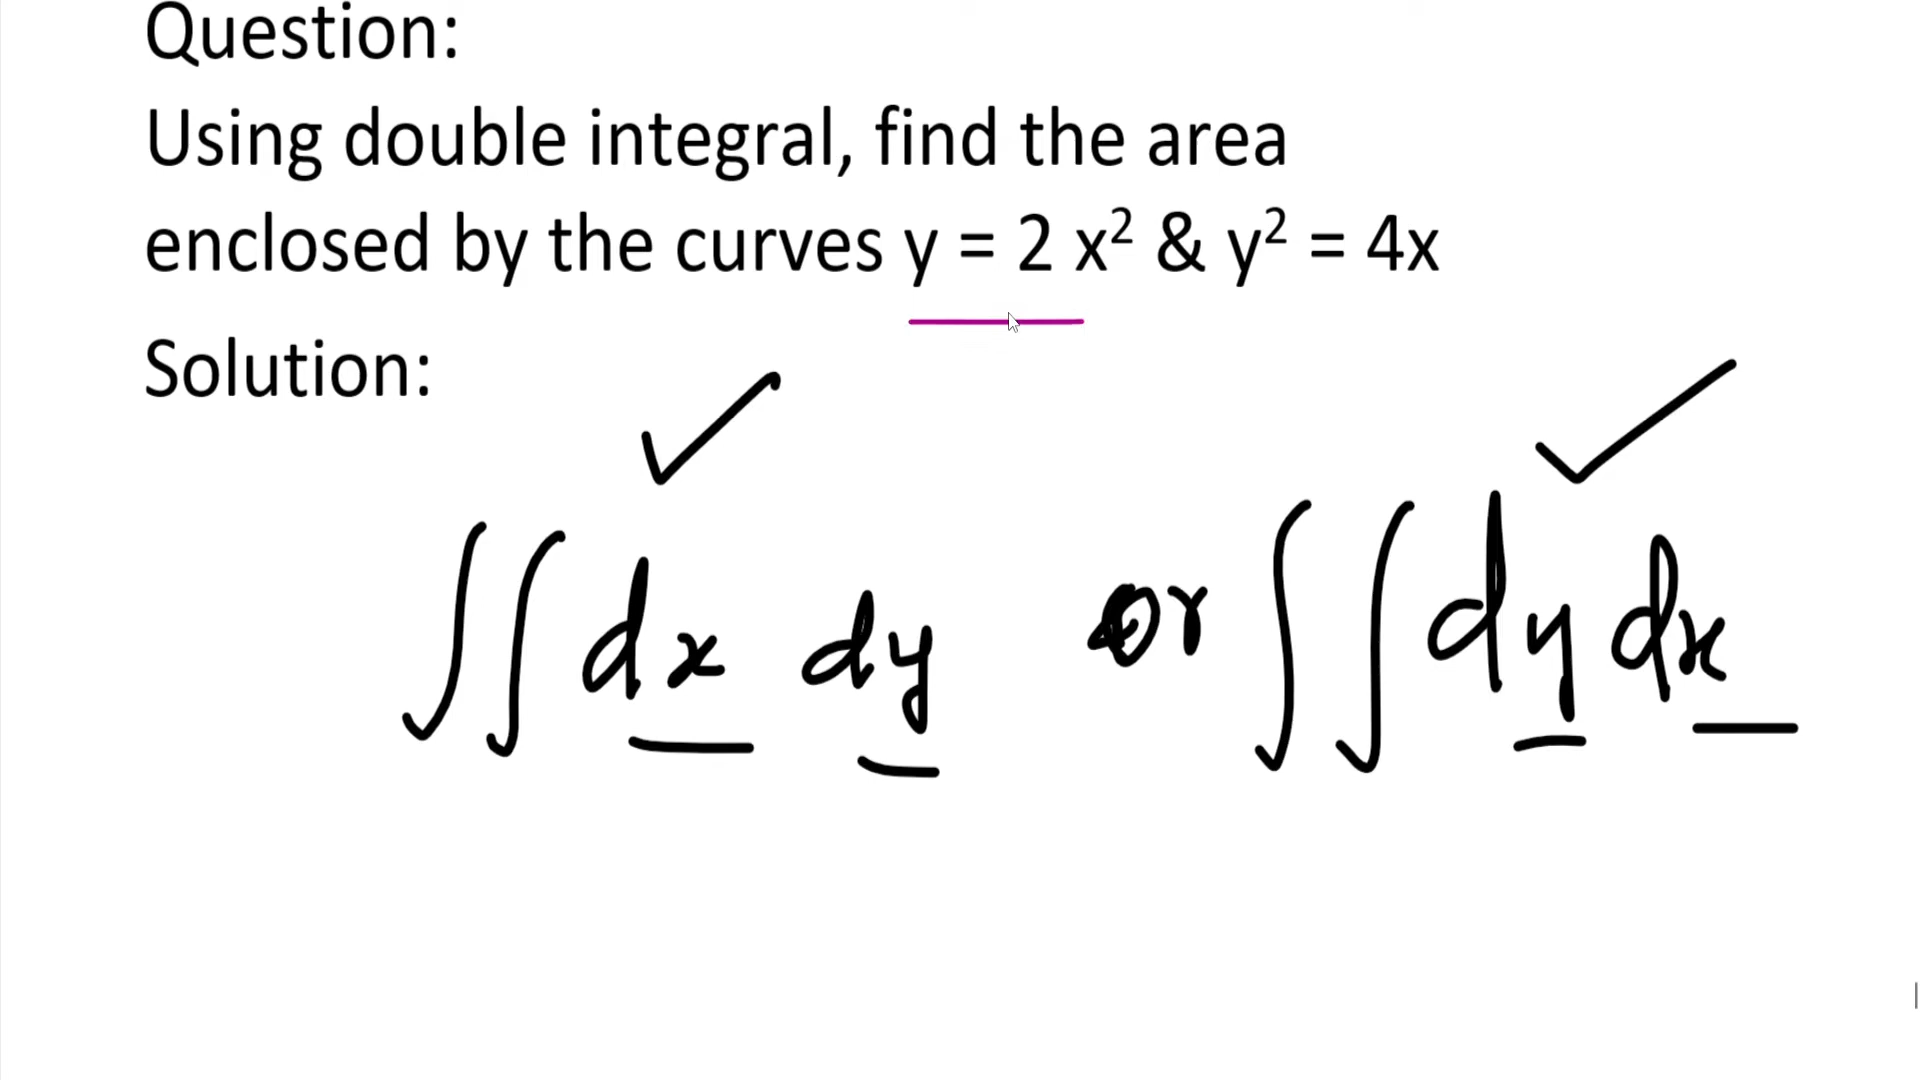 Question:
Using double integral, find the area
enclosed by the curves y = 2 x² & y² = 4x
Solution:
∫∫ dx dy or ∫∫ dy dx